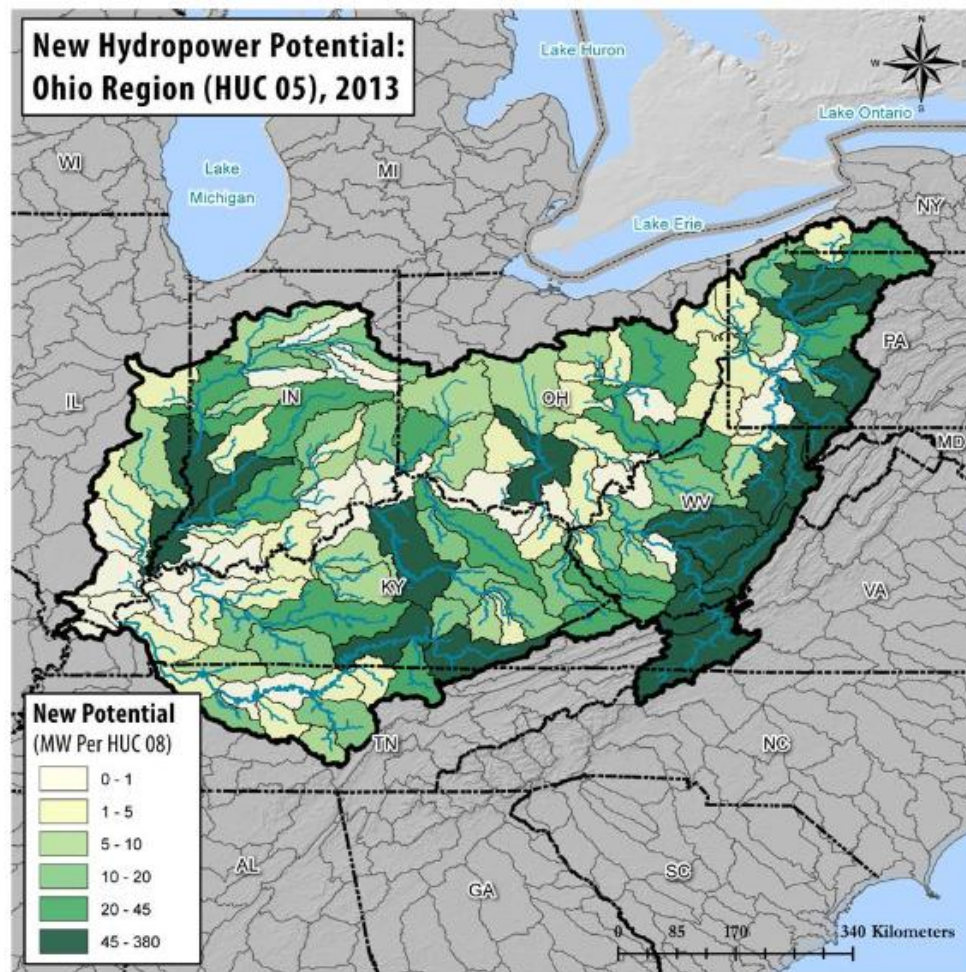 New Hydropower Potential:
Ohio Region (HUC 05), 2013
N
W
E
S
Lake Huron
Lake Ontario
WI
Lake
Michigan
MI
Lake Erie
NY
PA
IL
IN
OH
MD
WV
KY
VA
TN
NC
AL
GA
SC
New Potential
(MW Per HUC 08)
0 - 1
1 - 5
5 - 10
10 - 20
20 - 45
45 - 380
0 85 170 340 Kilometers